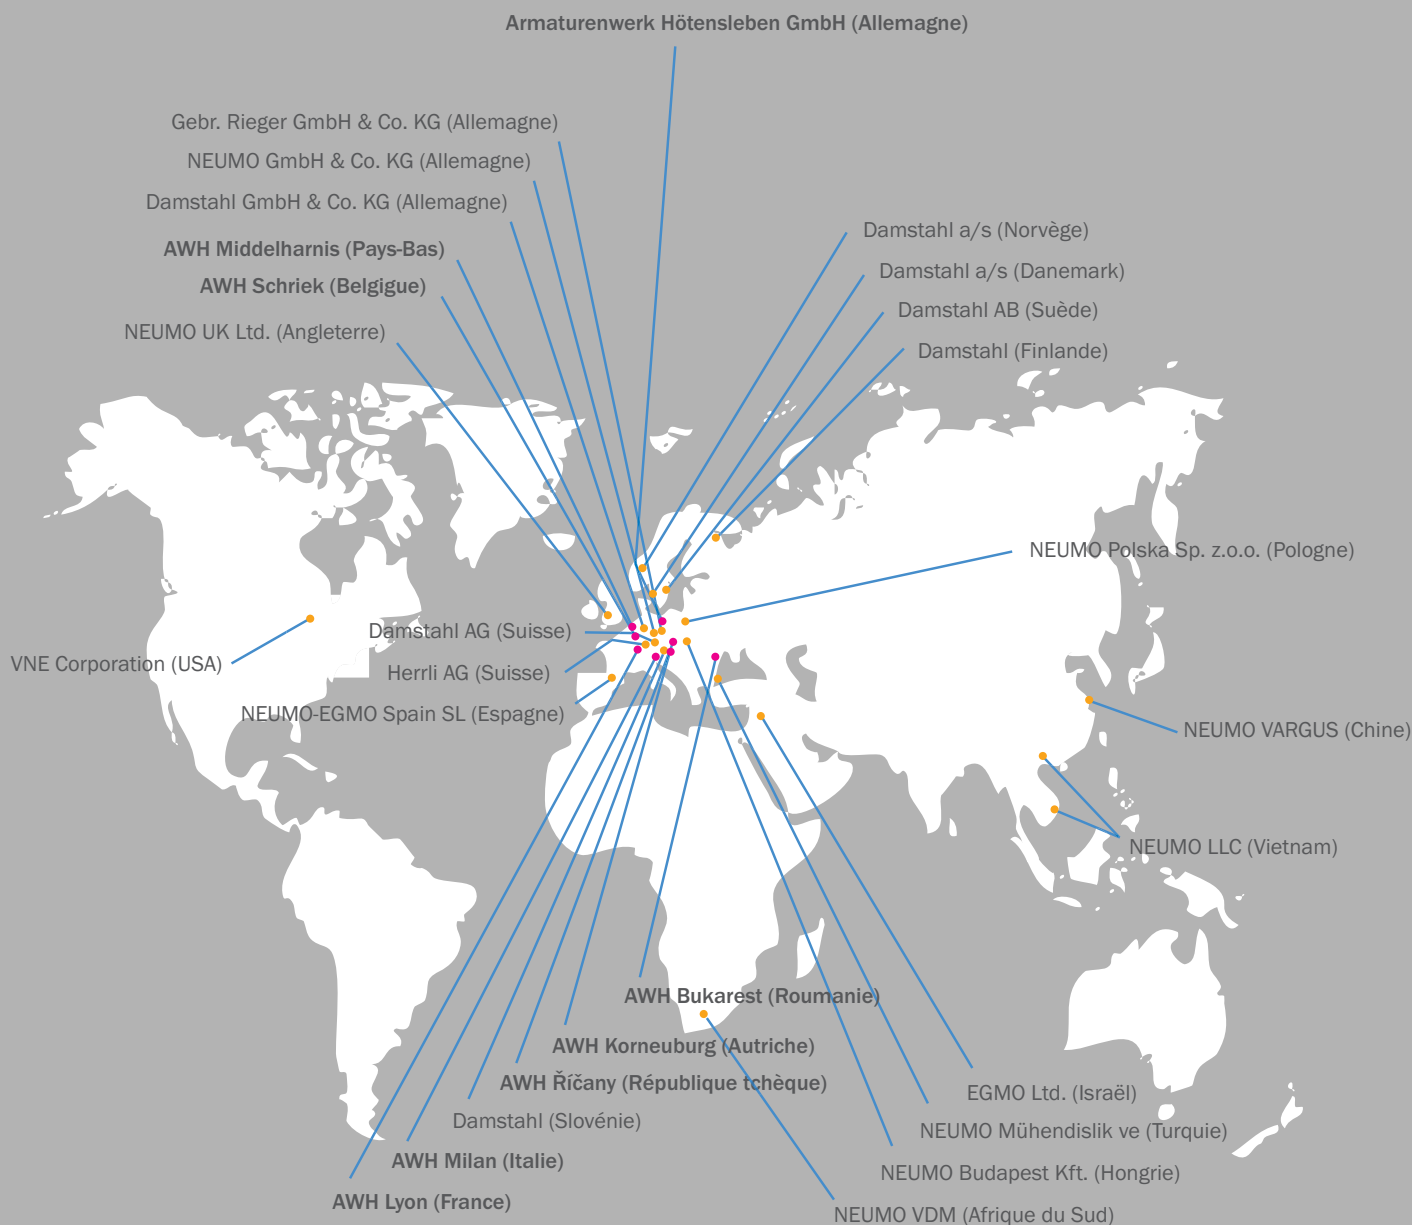 Armaturenwerk Hötensleben GmbH (Allemagne)
Gebr. Rieger GmbH & Co. KG (Allemagne)
NEUMO GmbH & Co. KG (Allemagne)
Damstahl GmbH & Co. KG (Allemagne)
AWH Middelharnis (Pays-Bas)
AWH Schriek (Belgigue)
NEUMO UK Ltd. (Angleterre)
Damstahl a/s (Norvège)
Damstahl a/s (Danemark)
Damstahl AB (Suède)
Damstahl (Finlande)
NEUMO Polska Sp. z.o.o. (Pologne)
Damstahl AG (Suisse)
VNE Corporation (USA)
Herrli AG (Suisse)
NEUMO-EGMO Spain SL (Espagne)
NEUMO VARGUS (Chine)
NEUMO LLC (Vietnam)
AWH Bukarest (Roumanie)
AWH Korneuburg (Autriche)
AWH Říčany (République tchèque)
Damstahl (Slovénie)
AWH Milan (Italie)
AWH Lyon (France)
EGMO Ltd. (Israël)
NEUMO Mühendislik ve (Turquie)
NEUMO Budapest Kft. (Hongrie)
NEUMO VDM (Afrique du Sud)